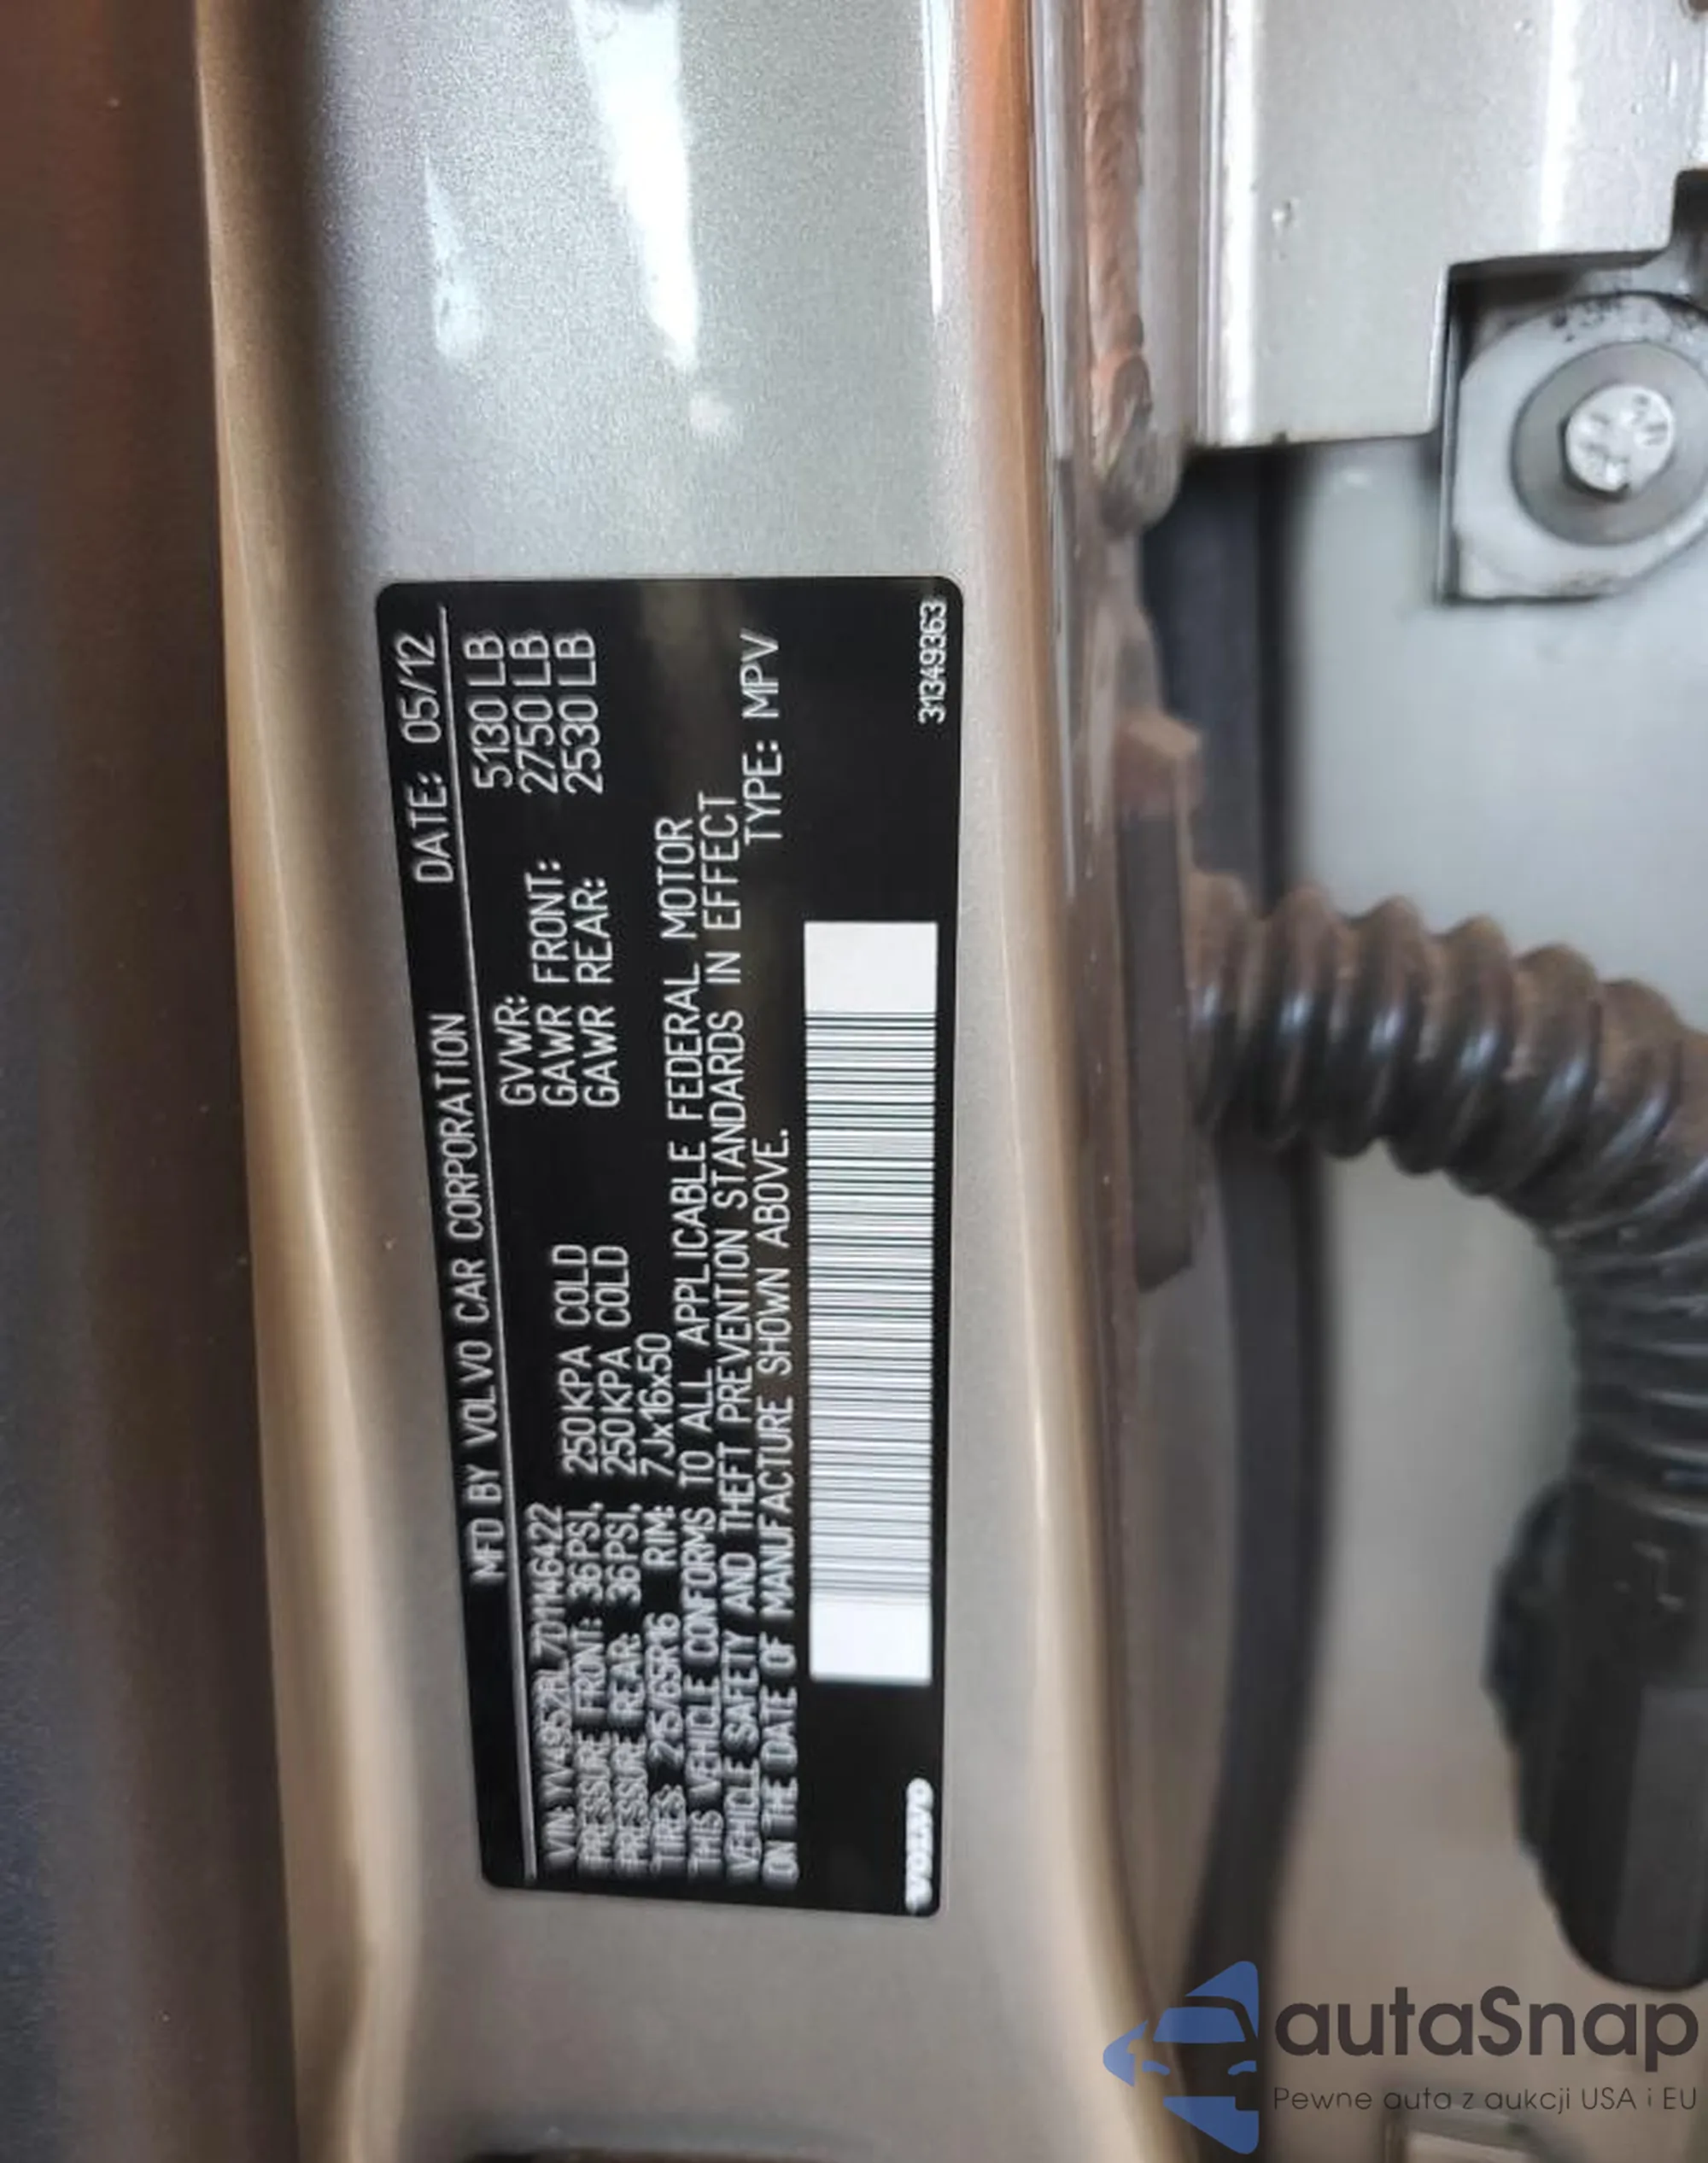 MFD BY VOLVO CAR CORPORATION DATE: 05/12
VIN: YV4952RL7D1146422 GVWR: 5130 LB
PRESSURE FRONT: 36PSI, 250KPA COLD GAWR FRONT: 2750 LB
PRESSURE REAR: 36PSI, 250KPA COLD GAWR REAR: 2530 LB
TIRES: 215/65R16 RIM: 7Jx16x50
THIS VEHICLE CONFORMS TO ALL APPLICABLE FEDERAL MOTOR
VEHICLE SAFETY AND THEFT PREVENTION STANDARDS IN EFFECT
ON THE DATE OF MANUFACTURE SHOWN ABOVE. TYPE: MPV
VOLVO 31349363
autaSnap
Pewne auta z aukcji USA i EU